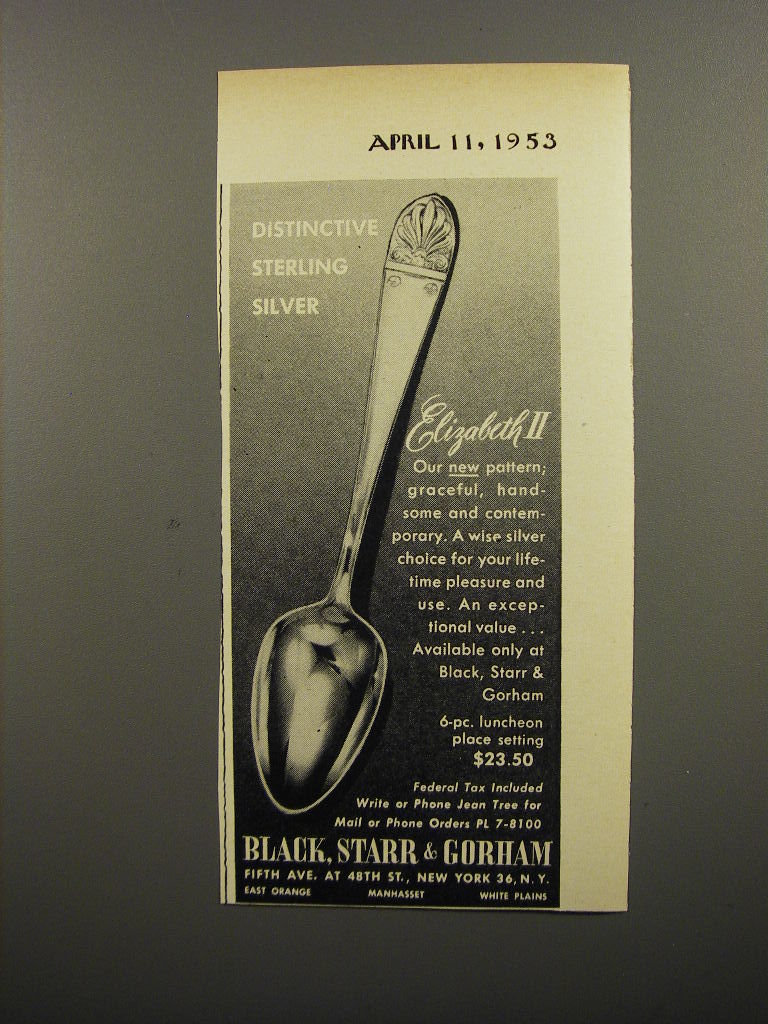 APRIL 11, 1953
DISTINCTIVE
STERLING
SILVER
Elizabeth II
Our new pattern;
graceful, hand-
some and contem-
porary. A wise silver
choice for your life-
time pleasure and
use. An excep-
tional value . . .
Available only at
Black, Starr &
Gorham
6-pc. luncheon
place setting
$23.50
Federal Tax Included
Write or Phone Jean Tree for
Mail or Phone Orders PL 7-8100
BLACK, STARR & GORHAM
FIFTH AVE. AT 48TH ST., NEW YORK 36, N. Y.
EAST ORANGE MANHASSET WHITE PLAINS